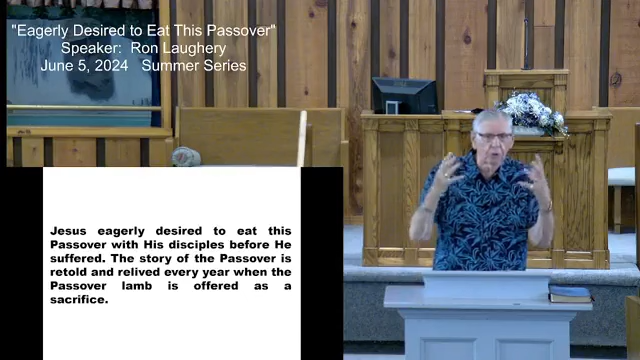 "Eagerly Desired to Eat This Passover"
Speaker: Ron Laughery
June 5, 2024 Summer Series
Jesus eagerly desired to eat this
Passover with His disciples before He
suffered. The story of the Passover is
retold and relived every year when the
Passover lamb is offered as a
sacrifice.